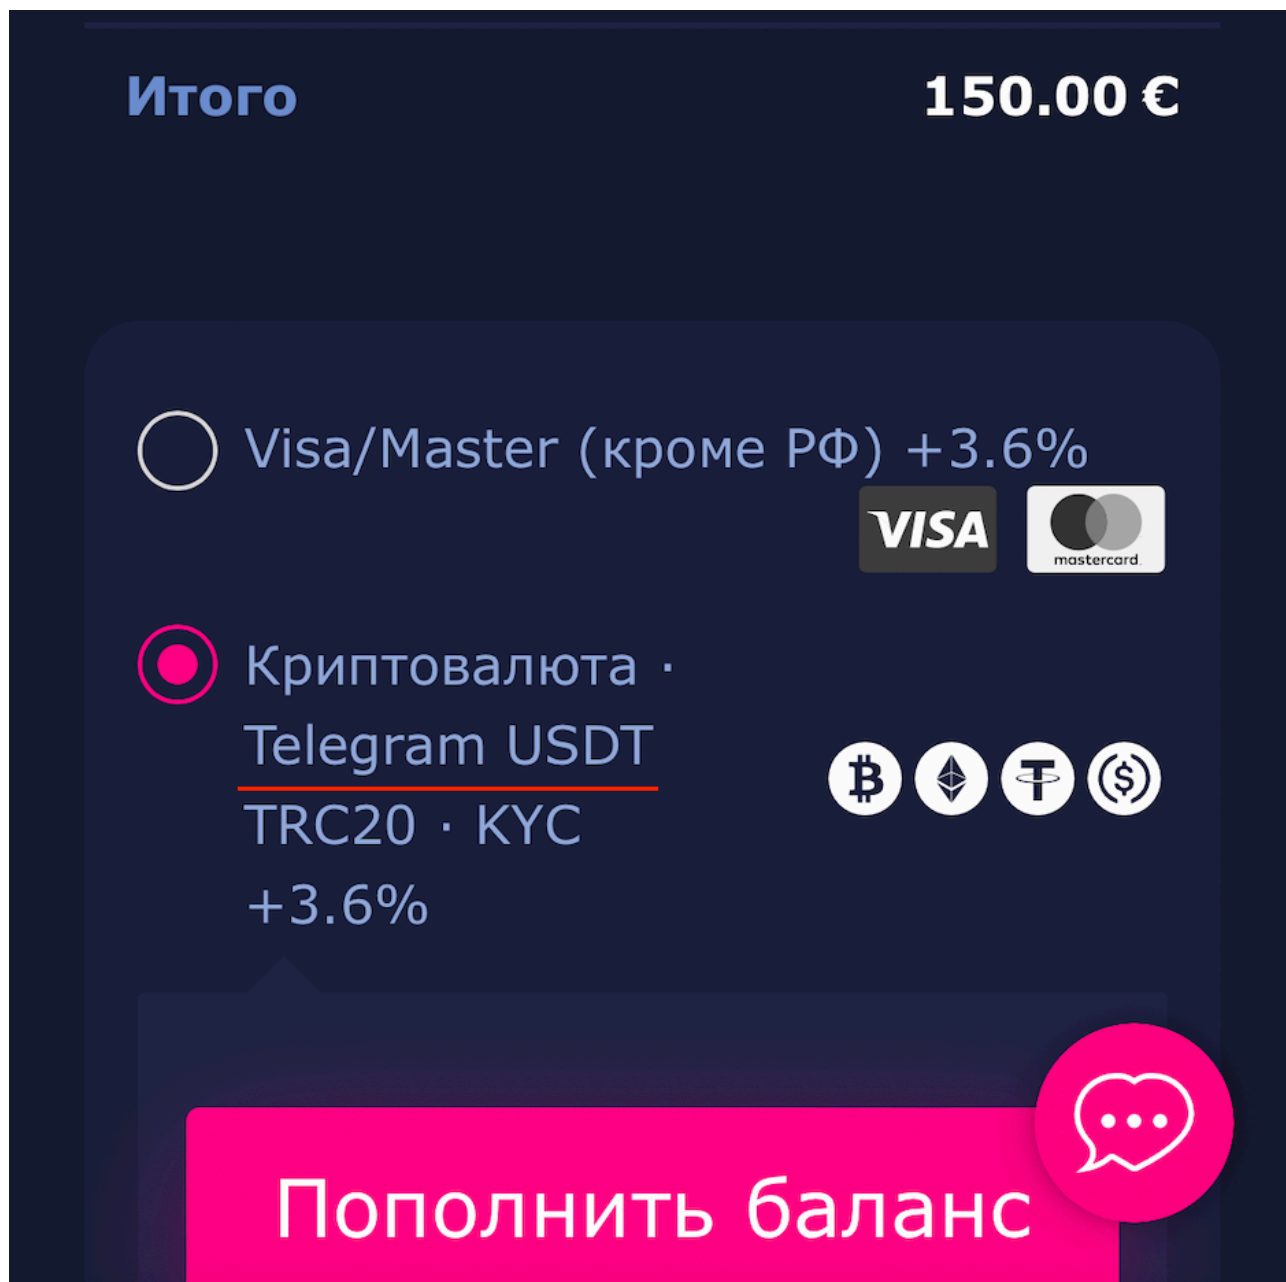 Итого 150.00 €
Visa/Master (кроме РФ) +3.6%
VISA mastercard.
Криптовалюта ·
Telegram USDT
TRC20 · KYC
+3.6%
Пополнить баланс